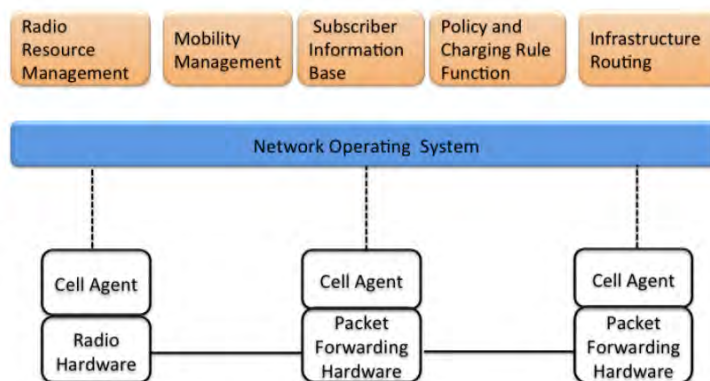 Radio
Resource
Management
Mobility
Management
Subscriber
Information
Base
Policy and
Charging Rule
Function
Infrastructure
Routing
Network Operating System
Cell Agent
Cell Agent
Cell Agent
Radio
Hardware
Packet
Forwarding
Hardware
Packet
Forwarding
Hardware